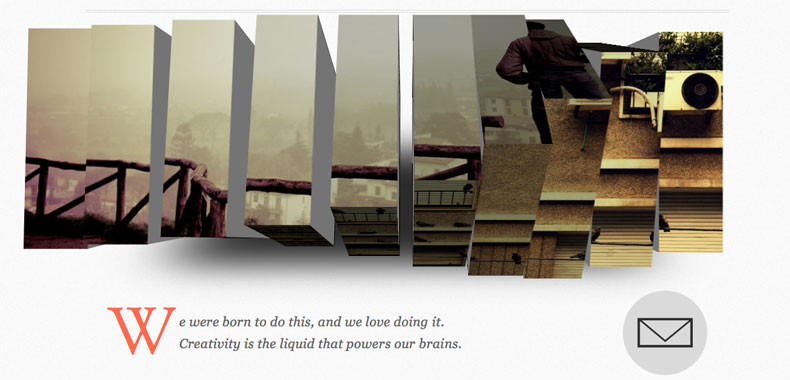 We were born to do this, and we love doing it.
Creativity is the liquid that powers our brains.